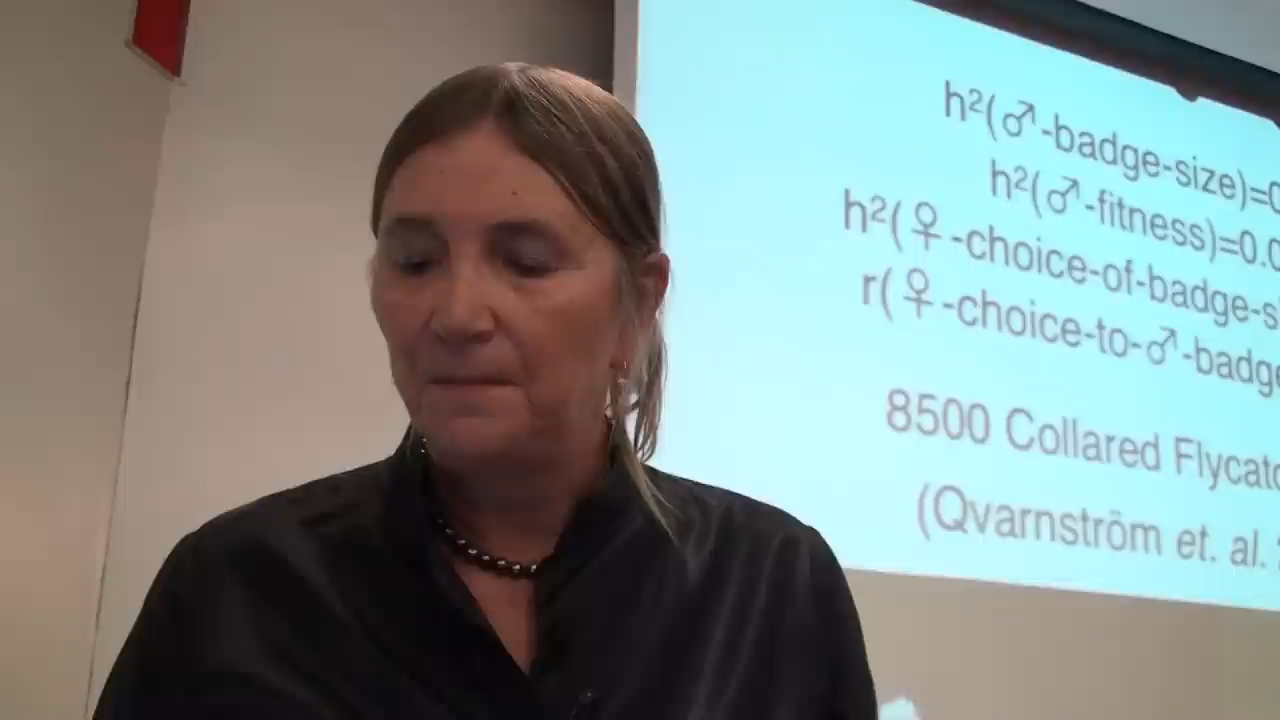 h²(♂-badge-size)=0
h²(♂-fitness)=0.0
h²(♀-choice-of-badge-s
r(♀-choice-to-♂-badge
8500 Collared Flycatc
(Qvarnström et. al.